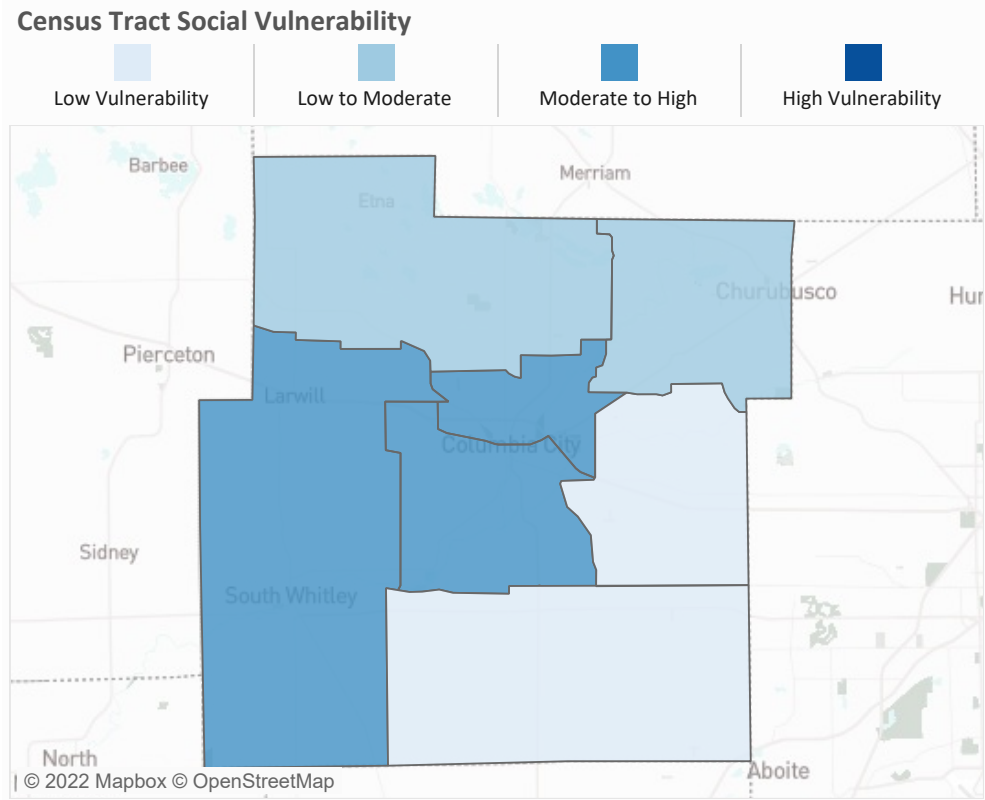 Census Tract Social Vulnerability
Low Vulnerability
Low to Moderate
Moderate to High
High Vulnerability
Barbee
Merriam
Etna
Churubusco
Hur
Pierceton
Larwill
Columbia City
Sidney
South Whitley
North
Aboite
| © 2022 Mapbox © OpenStreetMap